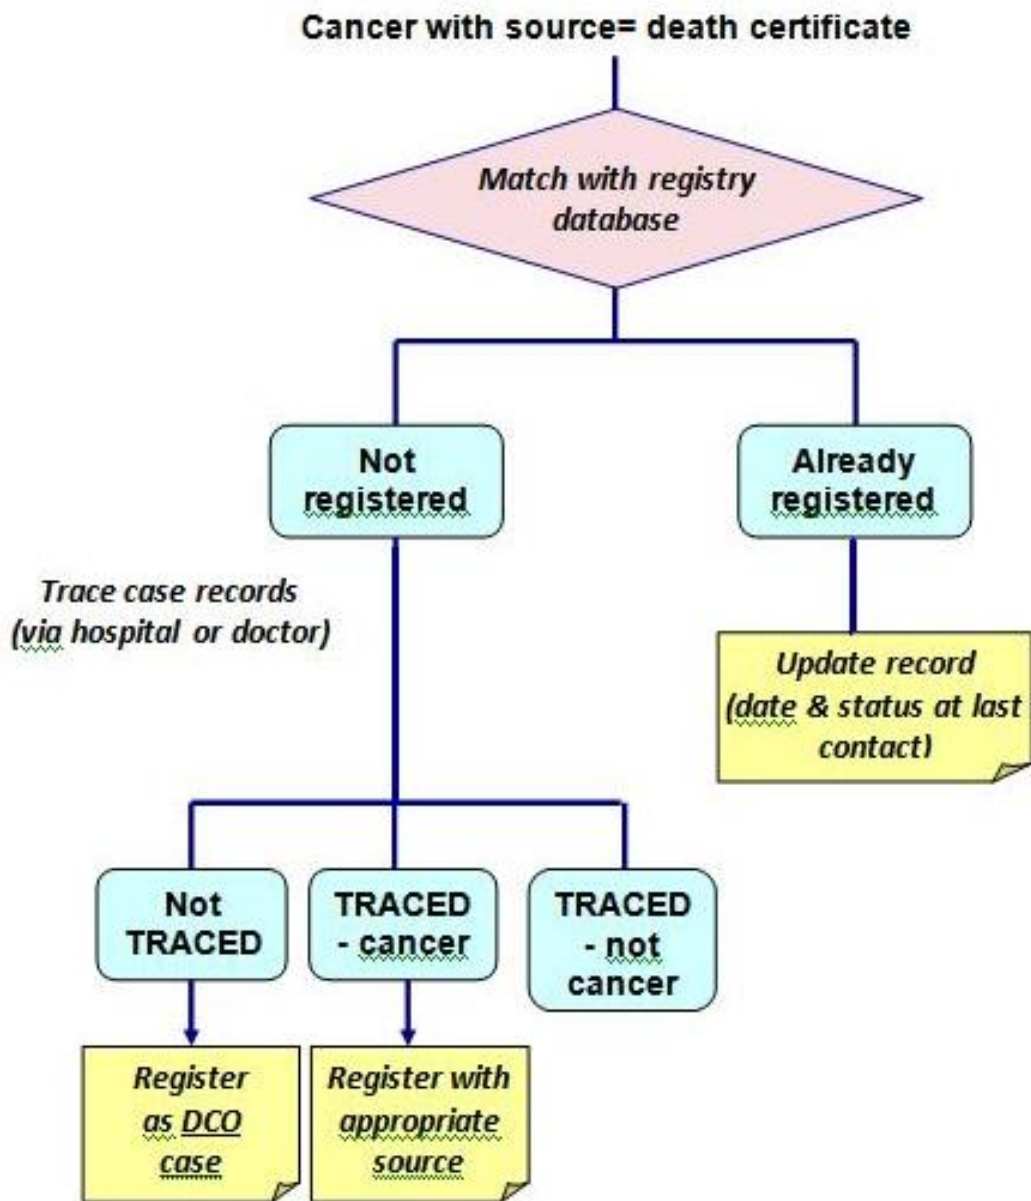 Cancer with source= death certificate
Match with registry
database
Not
registered
Already
registered
Trace case records
(via hospital or doctor)
Update record
(date & status at last
contact)
Not
TRACED
TRACED
- cancer
TRACED
- not
cancer
Register
as DCO
case
Register with
appropriate
source